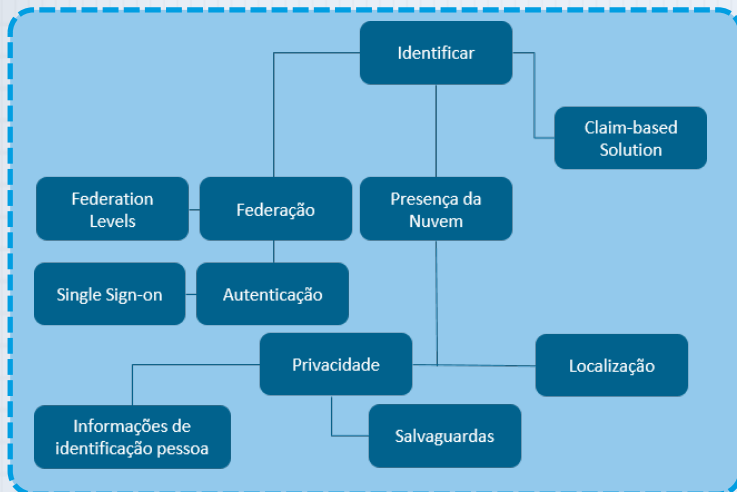 Identificar
Claim-based
Solution
Federation
Levels
Federação
Presença da
Nuvem
Single Sign-on
Autenticação
Privacidade
Localização
Informações de
identificação pessoa
Salvaguardas